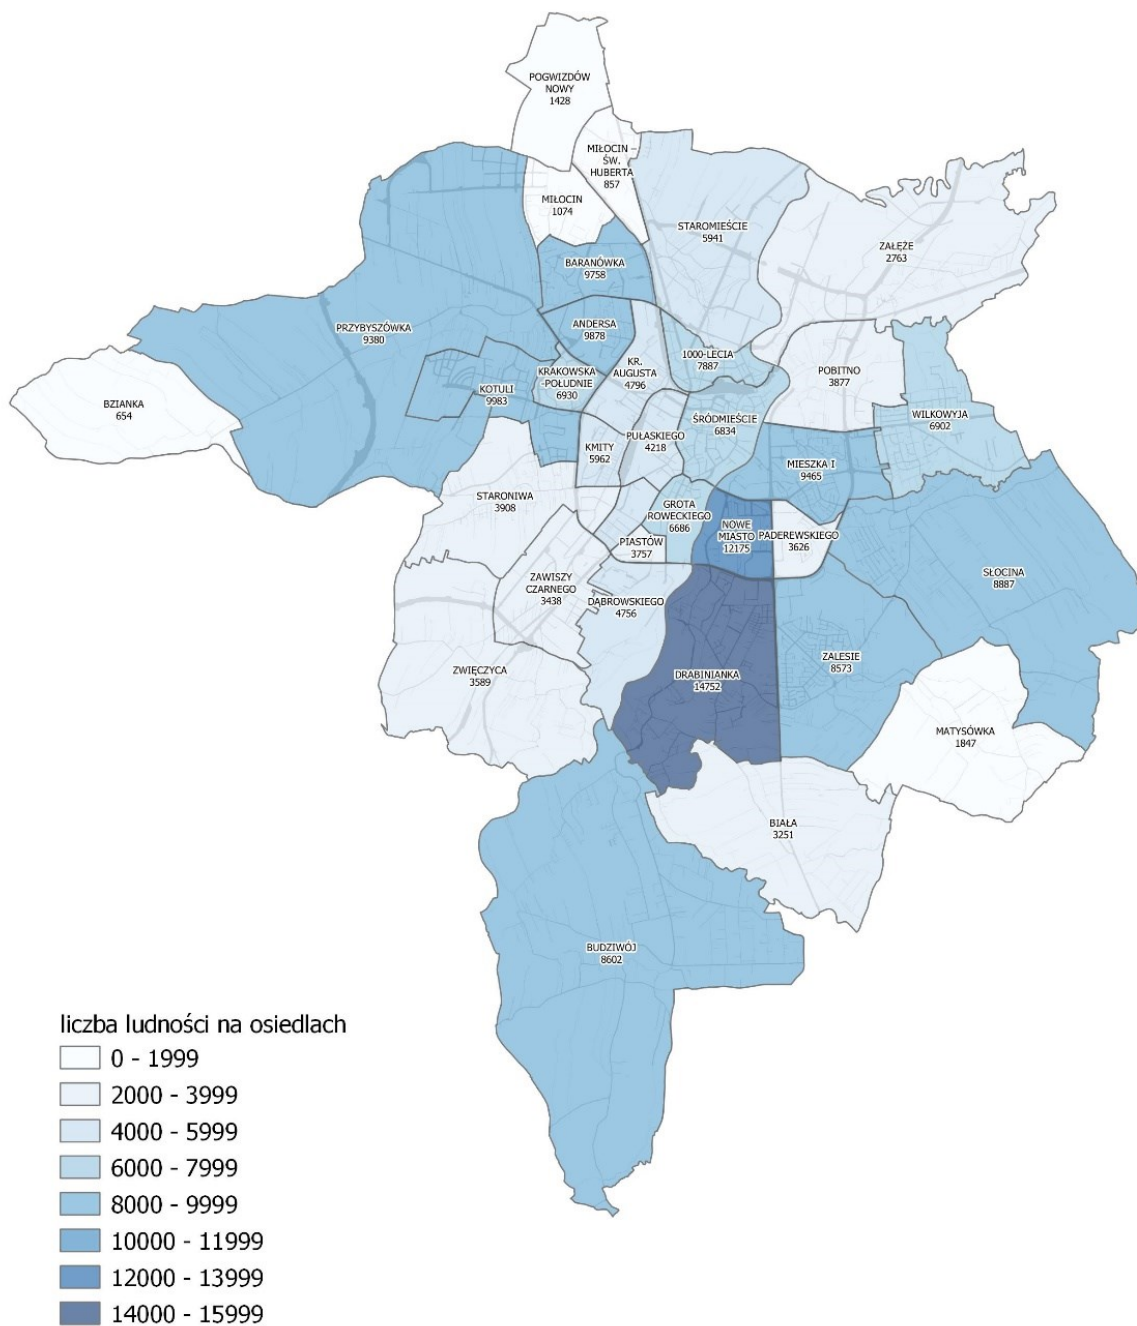 POGWIZDÓW
NOWY
1428
MIŁOCIN –
ŚW.
HUBERTA
857
MIŁOCIN
1074
STAROMIEŚCIE
5941
ZAŁĘŻE
2763
BARANÓWKA
9758
PRZYBYSZÓWKA
9380
ANDERSA
9878
1000-LECIA
7887
KR.
AUGUSTA
4796
KRAKOWSKA
-POŁUDNIE
6930
POBITNO
3877
KOTULI
9983
BZIANKA
654
ŚRÓDMIEŚCIE
6834
WILKOWYJA
6902
PUŁASKIEGO
4218
KMITY
5962
MIESZKA I
9465
STARONIWA
3908
GROTA
ROWECKIEGO
6686
NOWE
MIASTO
12175
PADEREWSKIEGO
3626
PIASTÓW
3757
SŁOCINA
8887
ZAWISZY
CZARNEGO
3438
DĄBROWSKIEGO
4756
ZALESIE
8573
ZWIĘCZYCA
3589
DRABINIANKA
14752
MATYSÓWKA
1847
BIAŁA
3251
BUDZIWÓJ
8602
liczba ludności na osiedlach
0 - 1999
2000 - 3999
4000 - 5999
6000 - 7999
8000 - 9999
10000 - 11999
12000 - 13999
14000 - 15999